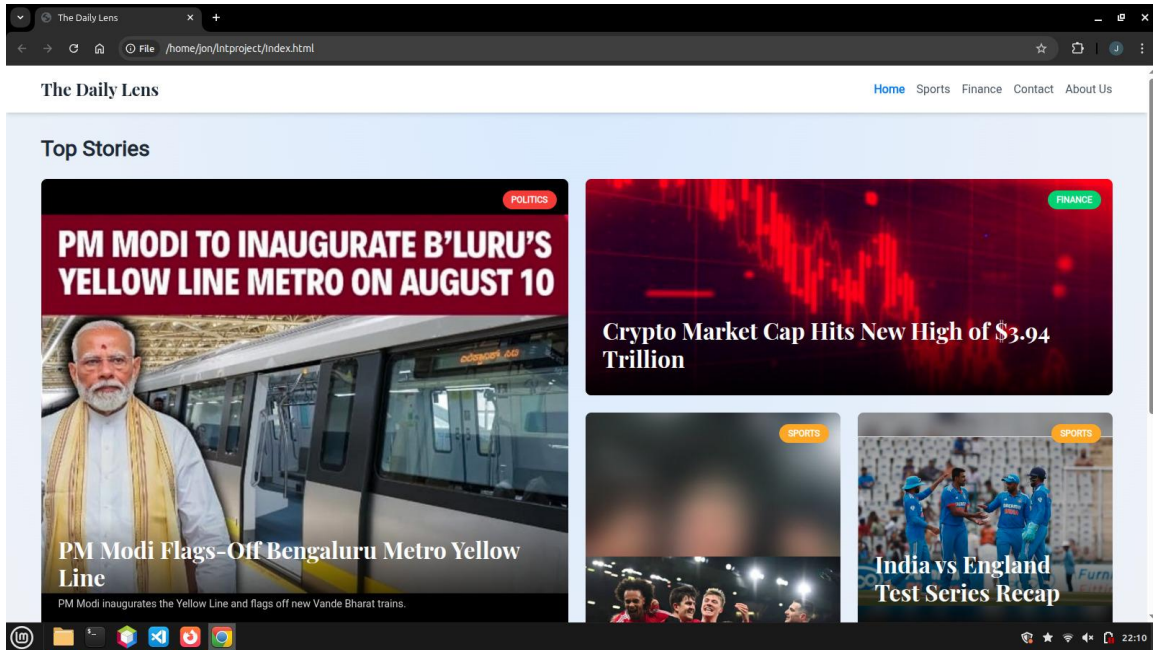 The Daily Lens
File
/home/jon/lntproject/Index.html
J
The Daily Lens
Home Sports Finance Contact About Us
Top Stories
POLITICS
PM MODI TO INAUGURATE B'LURU'S
YELLOW LINE METRO ON AUGUST 10
PM Modi Flags-Off Bengaluru Metro Yellow
Line
PM Modi inaugurates the Yellow Line and flags off new Vande Bharat trains.
FINANCE
Crypto Market Cap Hits New High of $3.94
Trillion
SPORTS
SPORTS
India vs England
Test Series Recap
22:10